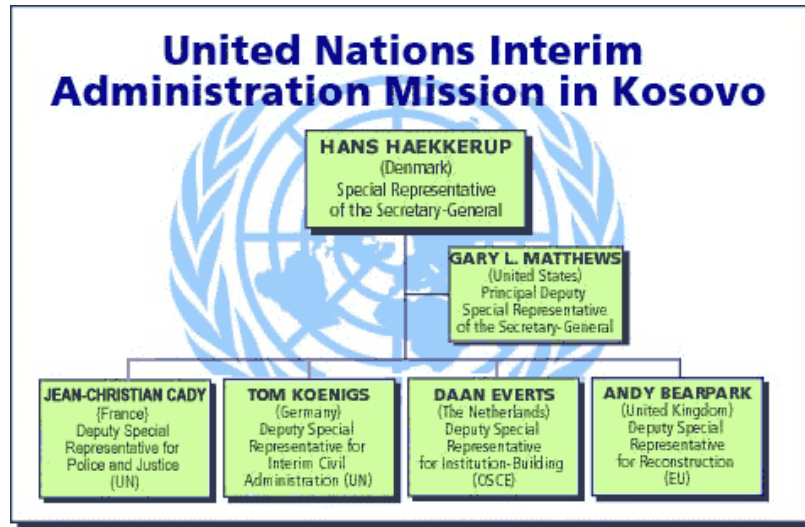 United Nations Interim
Administration Mission in Kosovo
HANS HAEKKERUP
(Denmark)
Special Representative
of the Secretary-General
GARY L. MATTHEWS
(United States)
Principal Deputy
Special Representative
of the Secretary-General
JEAN-CHRISTIAN CADY
{France}
Deputy Special
Representative for
Police and Justice
(UN)
TOM KOENIGS
(Germany)
Deputy Special
Representative for
Interim Civil
Administration (UN)
DAAN EVERTS
(The Netherlands)
Deputy Special
Representative
for Institution-Building
(OSCE)
ANDY BEARPARK
(United Kingdom)
Deputy Special
Representative
for Reconstruction
(EU)